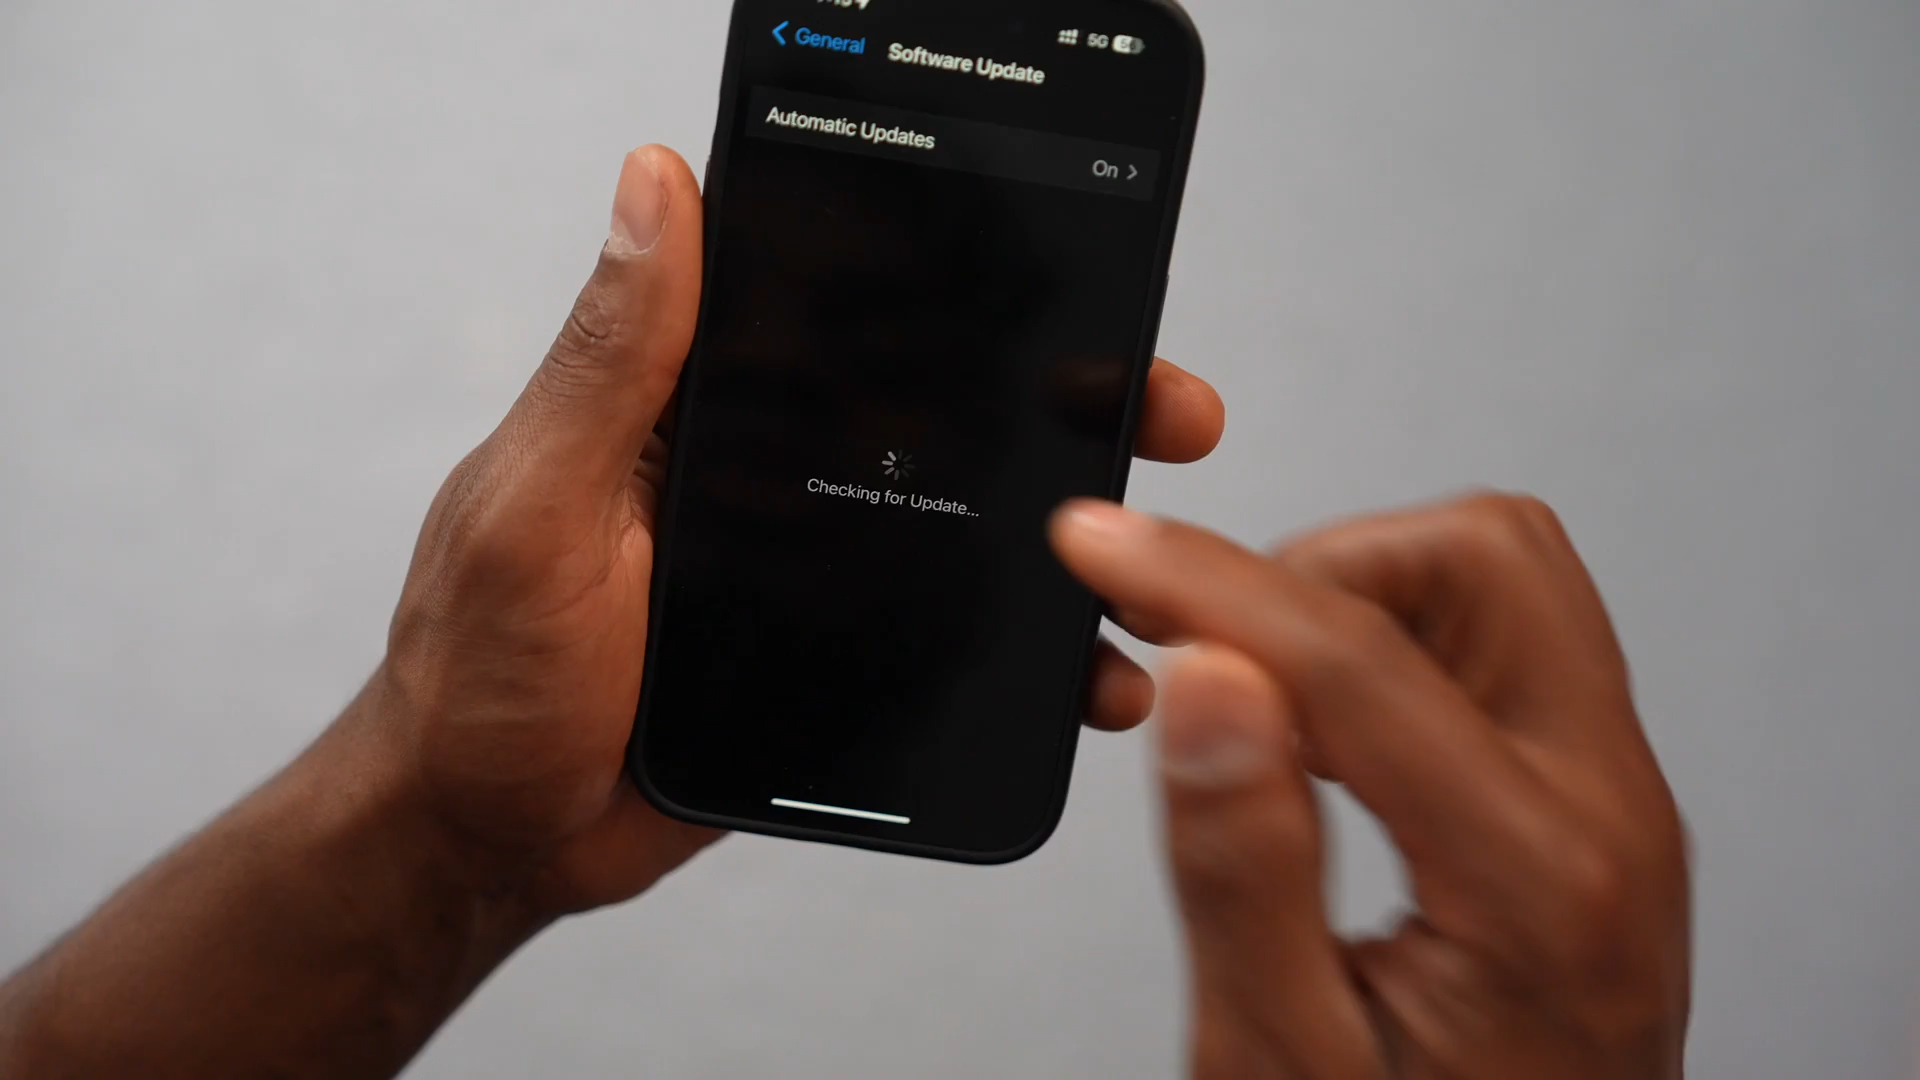 5G
General
Software Update
Automatic Updates
On
Checking for Update...